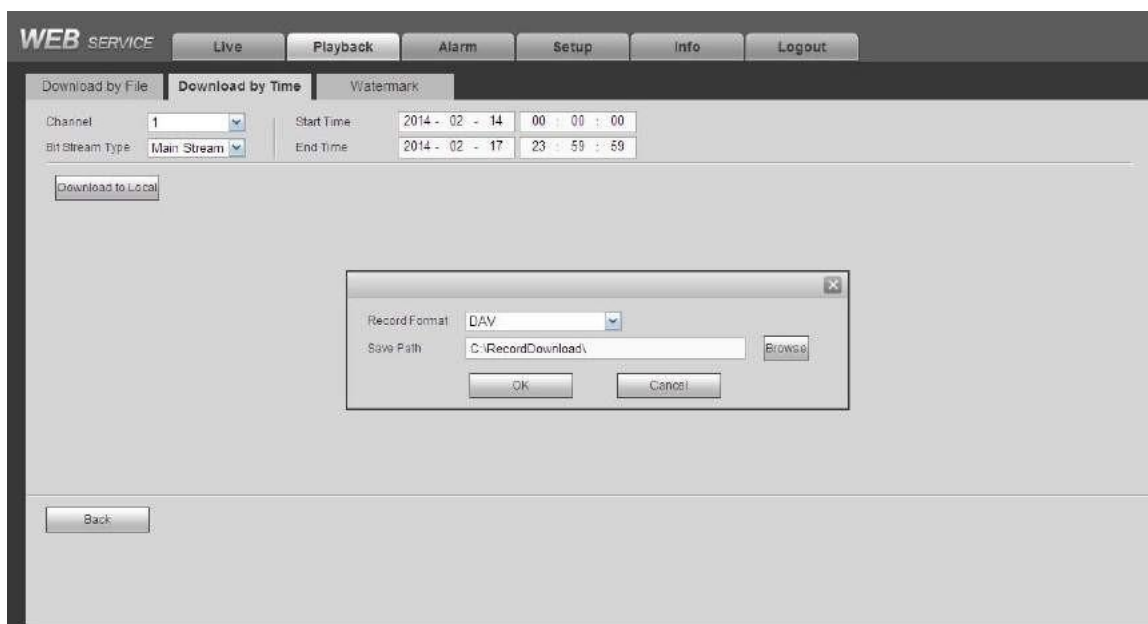 WEB SERVICE Live Playback Alarm Setup Info Logout
Download by File Download by Time Watermark
Channel 1 Start Time 2014 - 02 - 14 00 : 00 : 00
Bit Stream Type Main Stream End Time 2014 - 02 - 17 23 : 59 : 59
Download to Local
Record Format DAV
Save Path C:\RecordDownload\ Browse
OK Cancel
Back